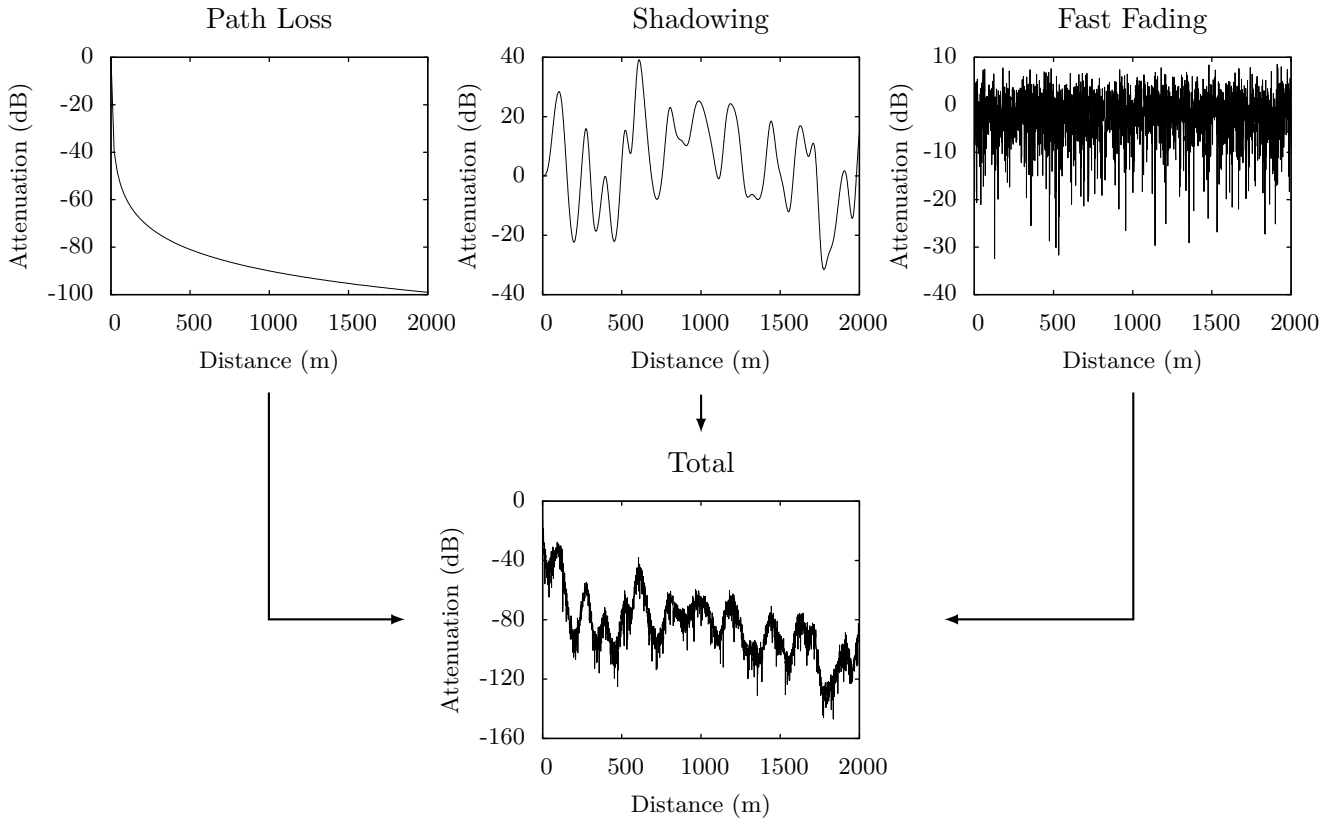 Path Loss
0
-20
-40
-60
-80
-100
Attenuation (dB)
0 500 1000 1500 2000
Distance (m)
Shadowing
40
20
0
-20
-40
Attenuation (dB)
0 500 1000 1500 2000
Distance (m)
Fast Fading
10
0
-10
-20
-30
-40
Attenuation (dB)
0 500 1000 1500 2000
Distance (m)
Total
0
-40
-80
-120
-160
Attenuation (dB)
0 500 1000 1500 2000
Distance (m)